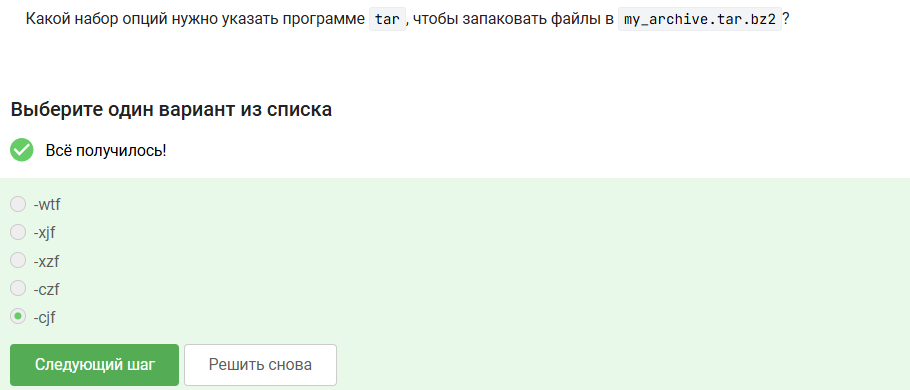 Какой набор опций нужно указать программе tar, чтобы запаковать файлы в my_archive.tar.bz2?
Выберите один вариант из списка
Всё получилось!
-wtf
-xjf
-xzf
-czf
-cjf
Следующий шаг Решить снова